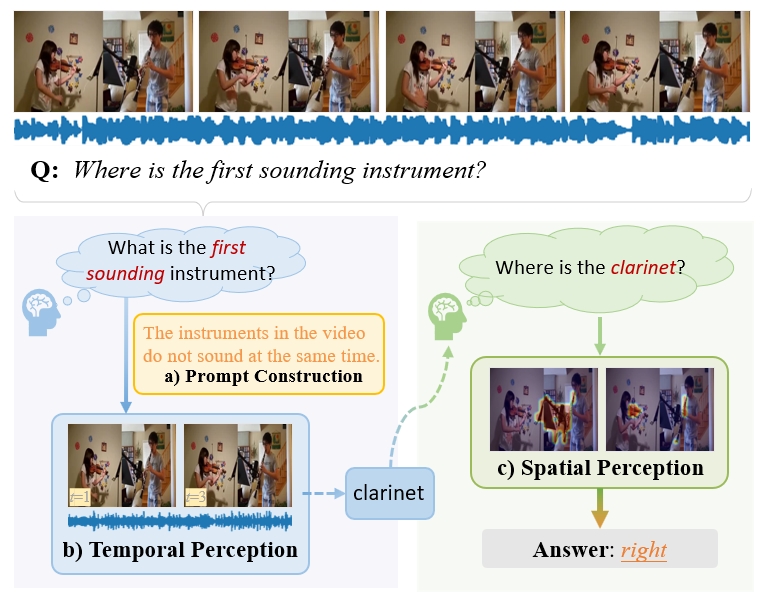 Q: Where is the first sounding instrument?
What is the first
sounding instrument?
The instruments in the video
do not sound at the same time.
a) Prompt Construction
t=1
t=3
b) Temporal Perception
clarinet
Where is the clarinet?
c) Spatial Perception
Answer: right